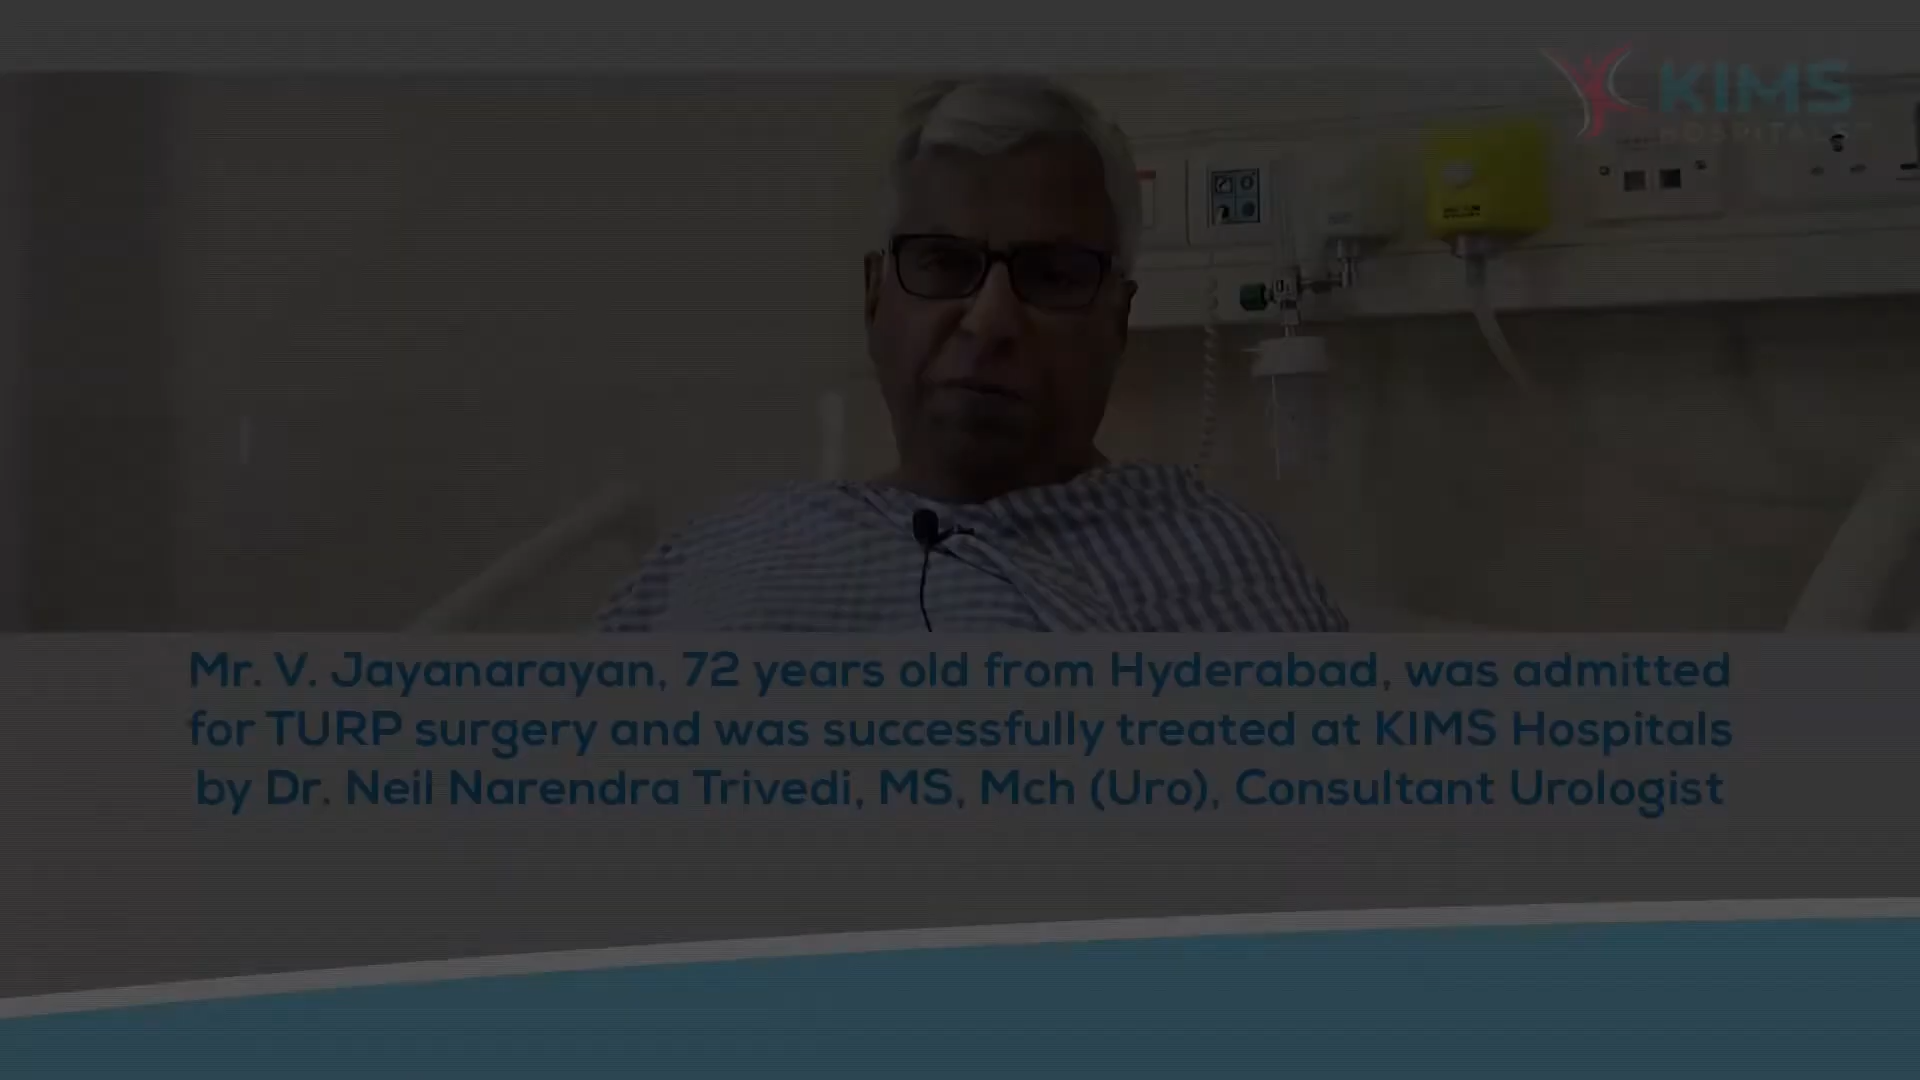 KIMS
HOSPITALS
Mr. V. Jayanarayan, 72 years old from Hyderabad, was admitted
for TURP surgery and was successfully treated at KIMS Hospitals
by Dr. Neil Narendra Trivedi, MS, Mch (Uro), Consultant Urologist